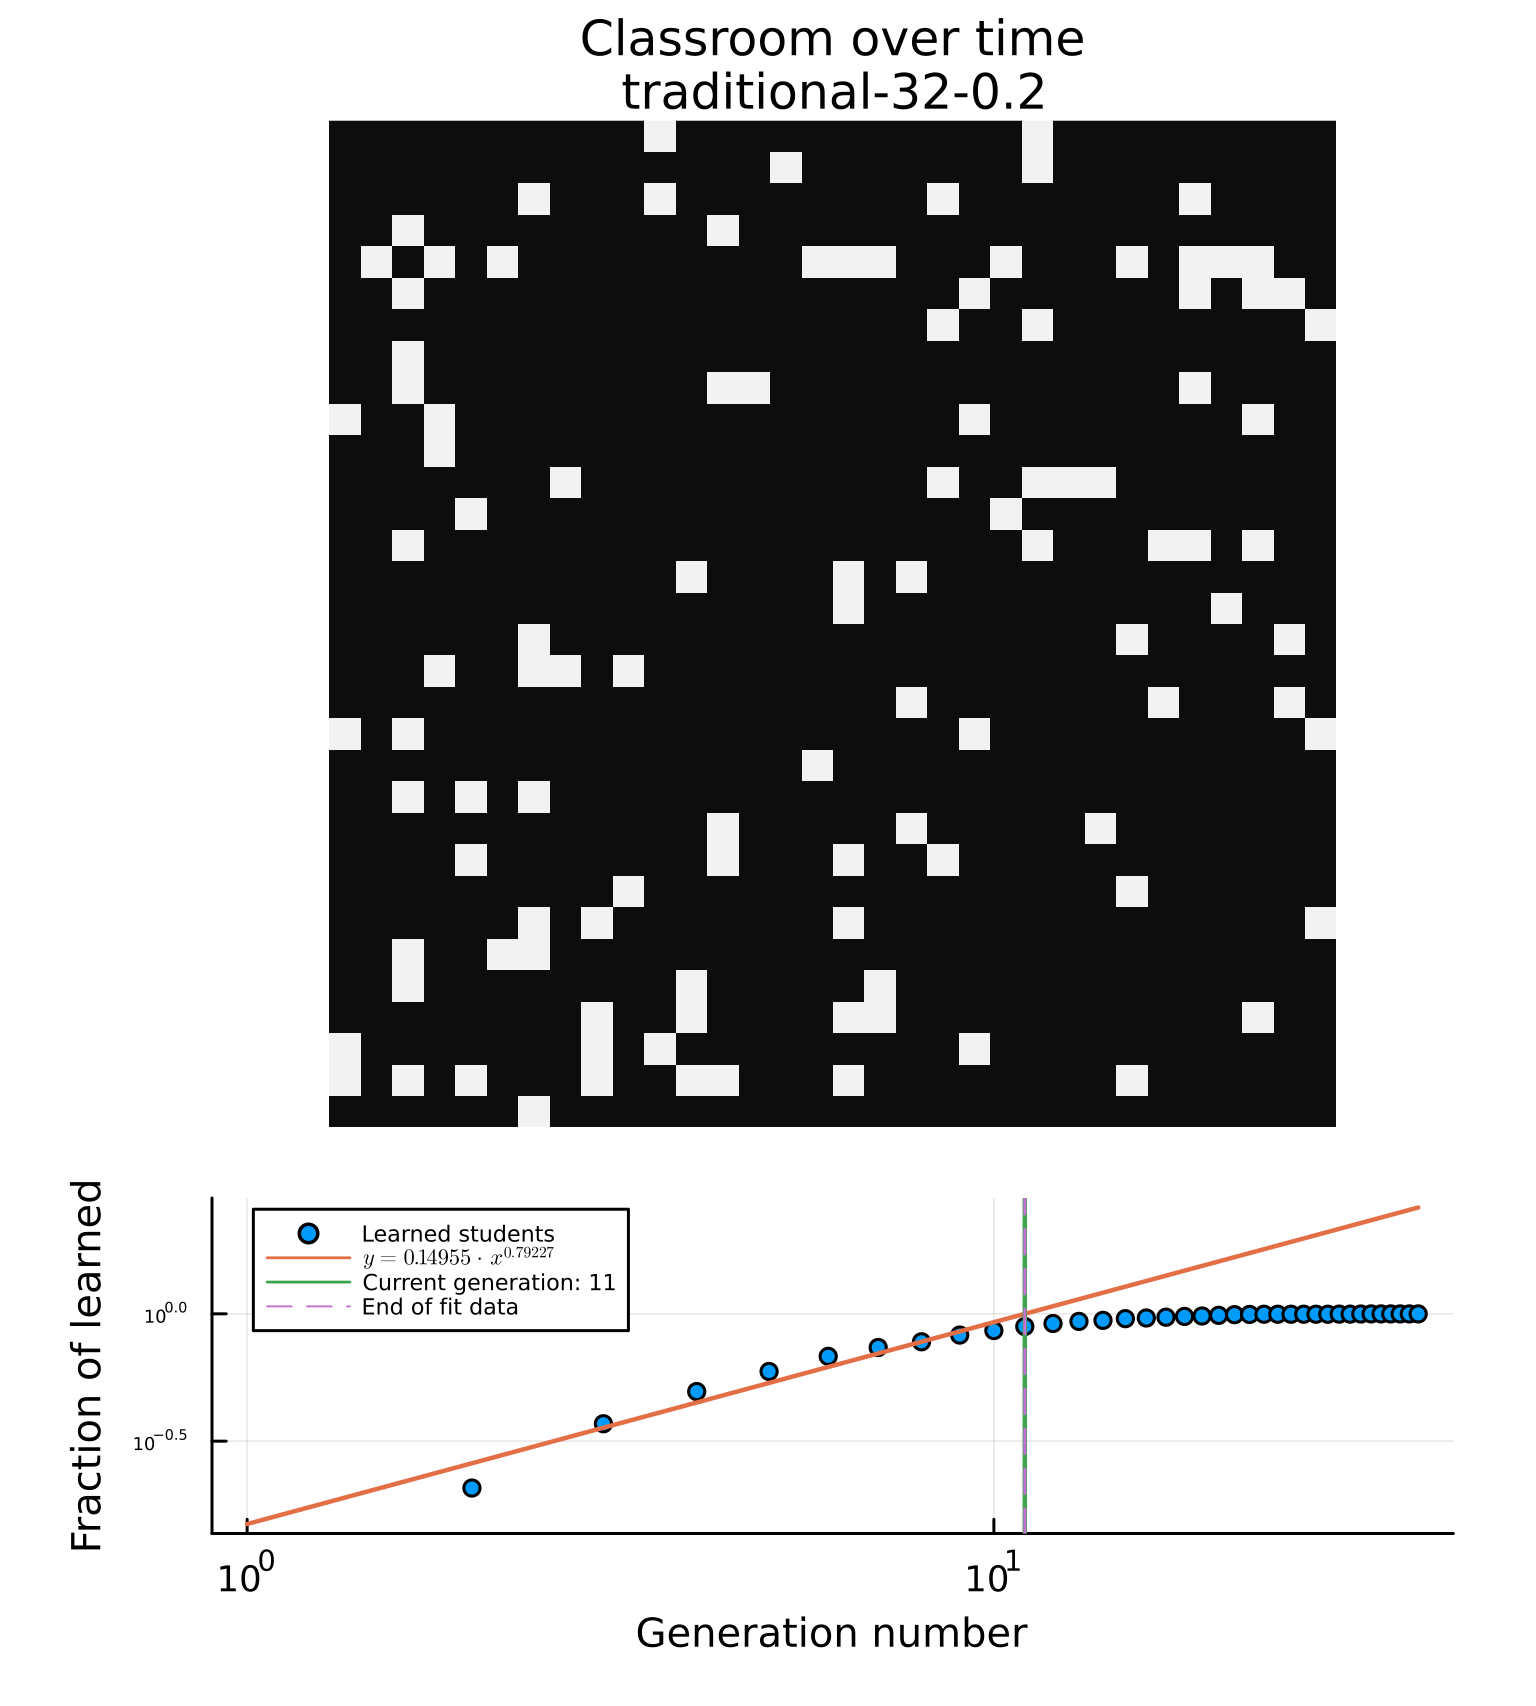 Classroom over time
traditional-32-0.2
Fraction of learned
Learned students
y = 0.14955 · x^0.79227
Current generation: 11
End of fit data
10^0.0
10^−0.5
10^0
10^1
Generation number